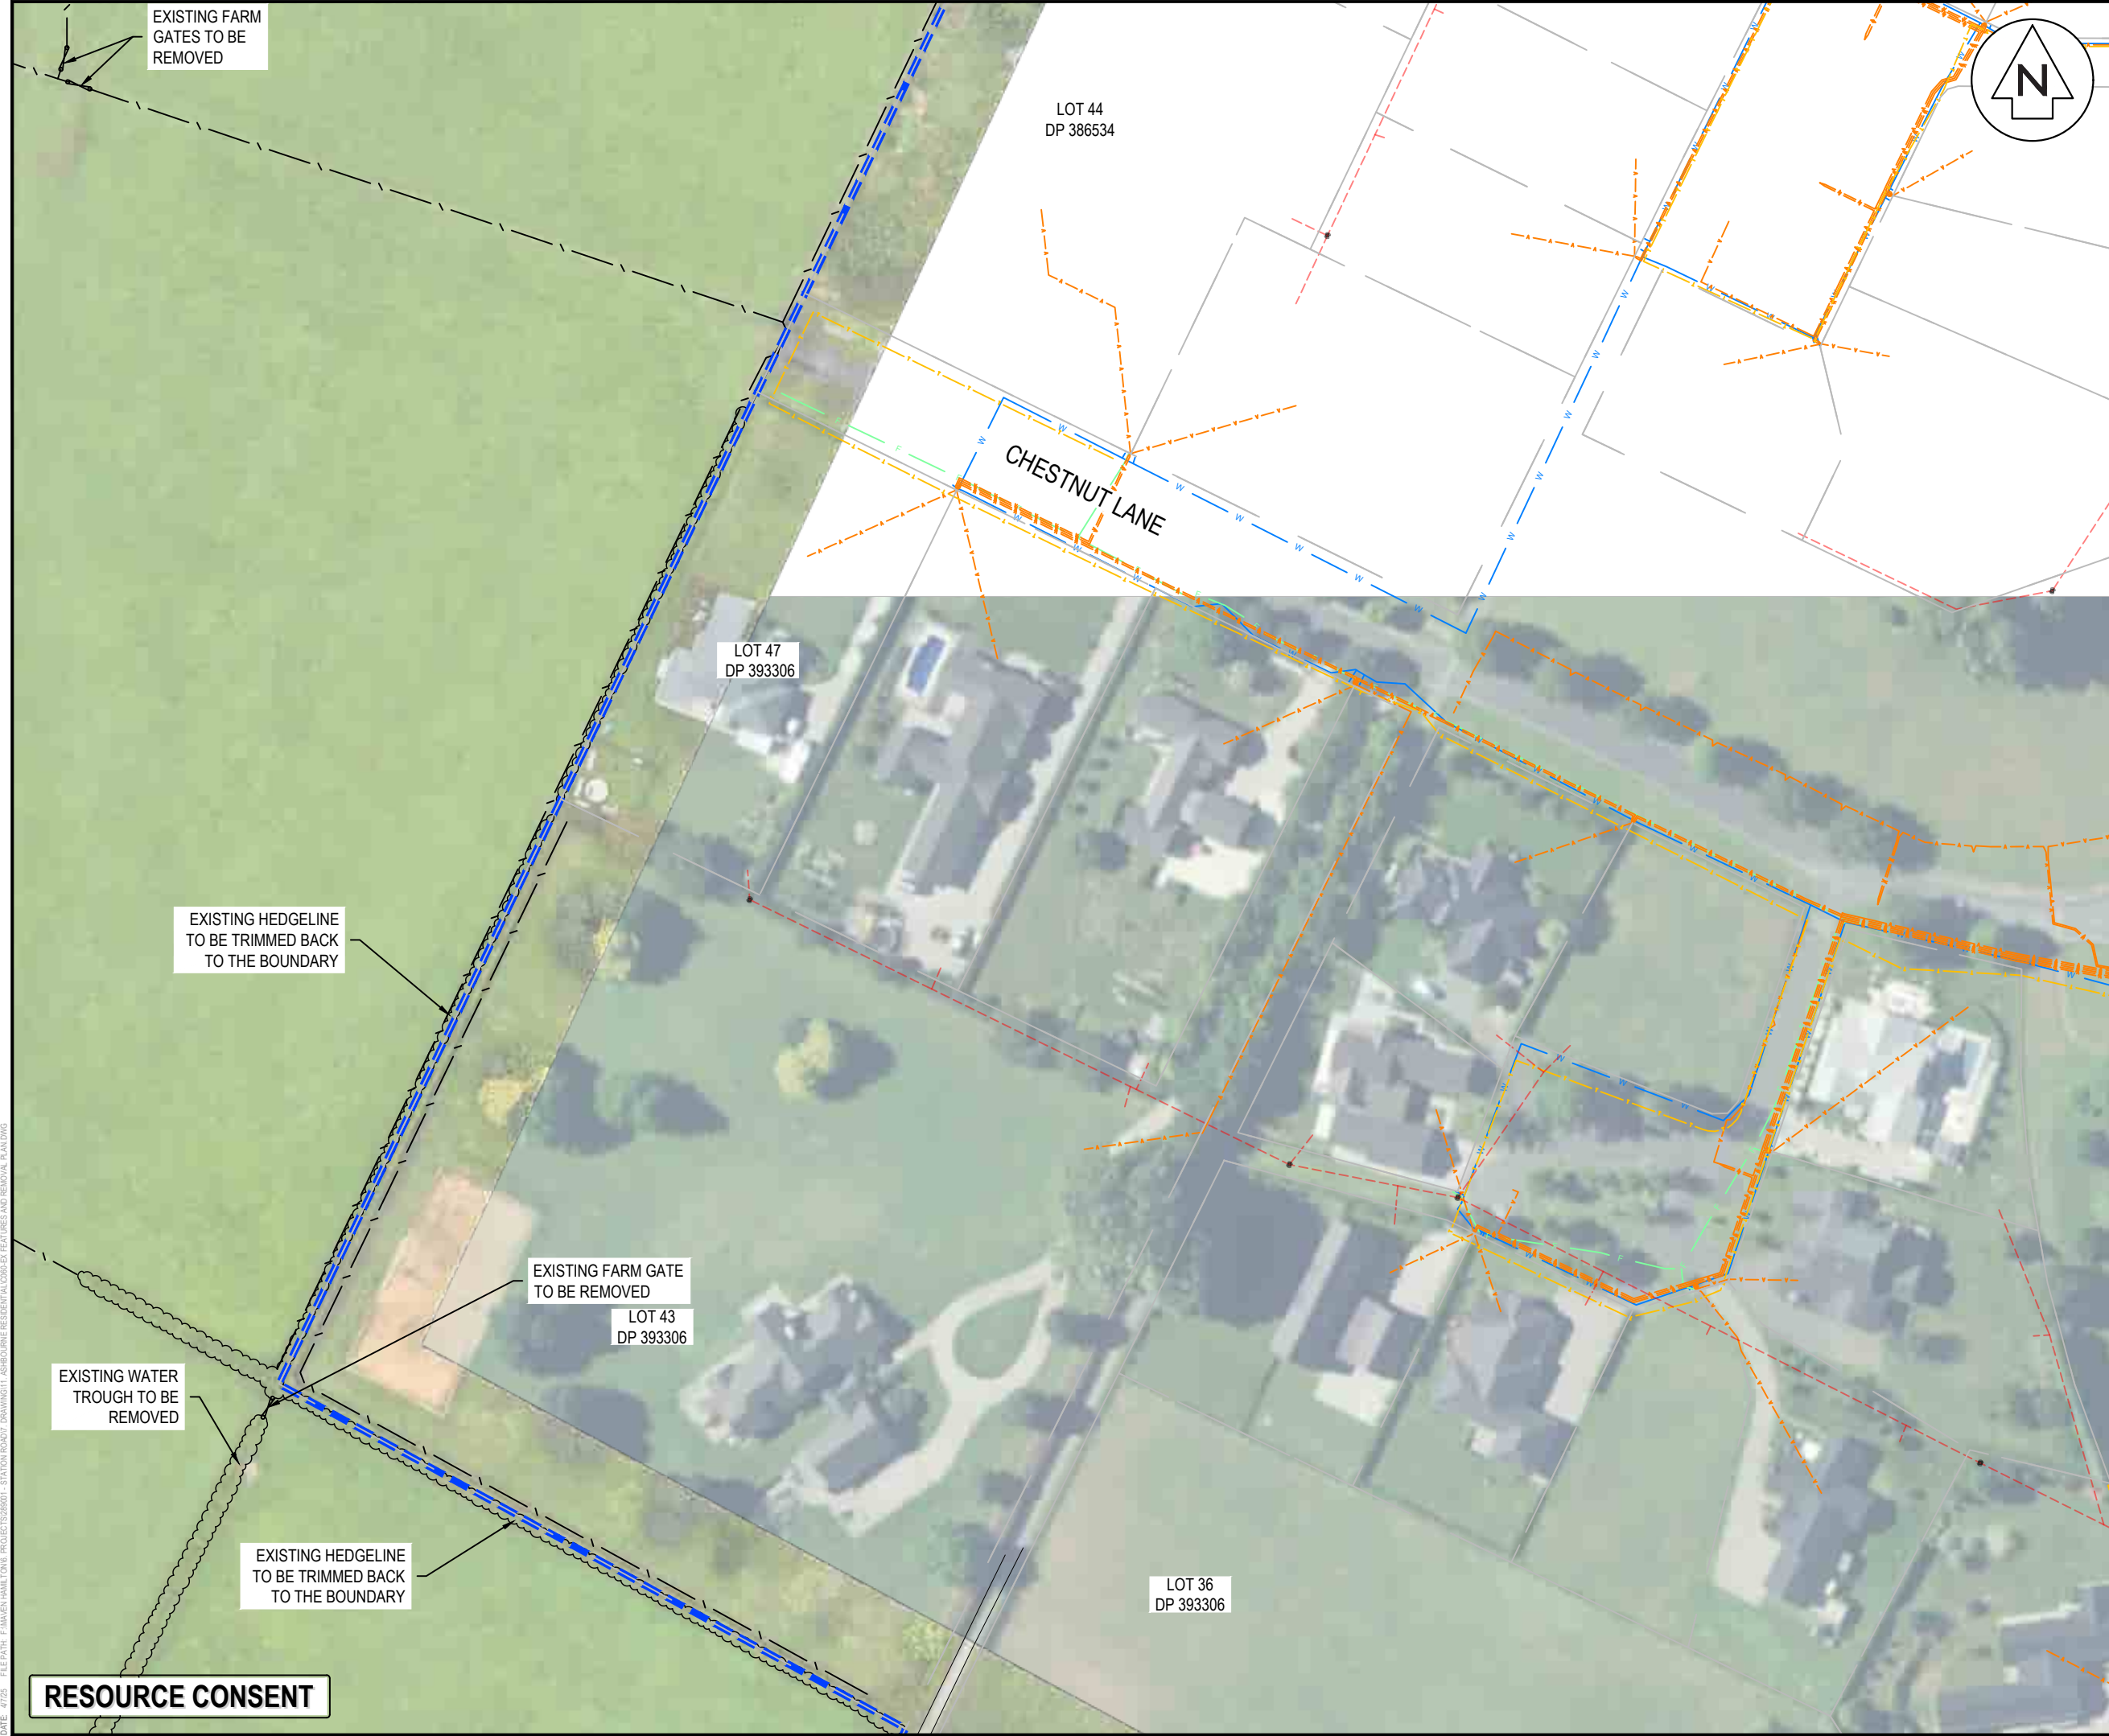 EXISTING FARM
GATES TO BE
REMOVED
LOT 44
DP 386534
N
CHESTNUT LANE
LOT 47
DP 393306
EXISTING HEDGELINE
TO BE TRIMMED BACK
TO THE BOUNDARY
EXISTING FARM GATE
TO BE REMOVED
LOT 43
DP 393306
EXISTING WATER
TROUGH TO BE
REMOVED
EXISTING HEDGELINE
TO BE TRIMMED BACK
TO THE BOUNDARY
LOT 36
DP 393306
RESOURCE CONSENT